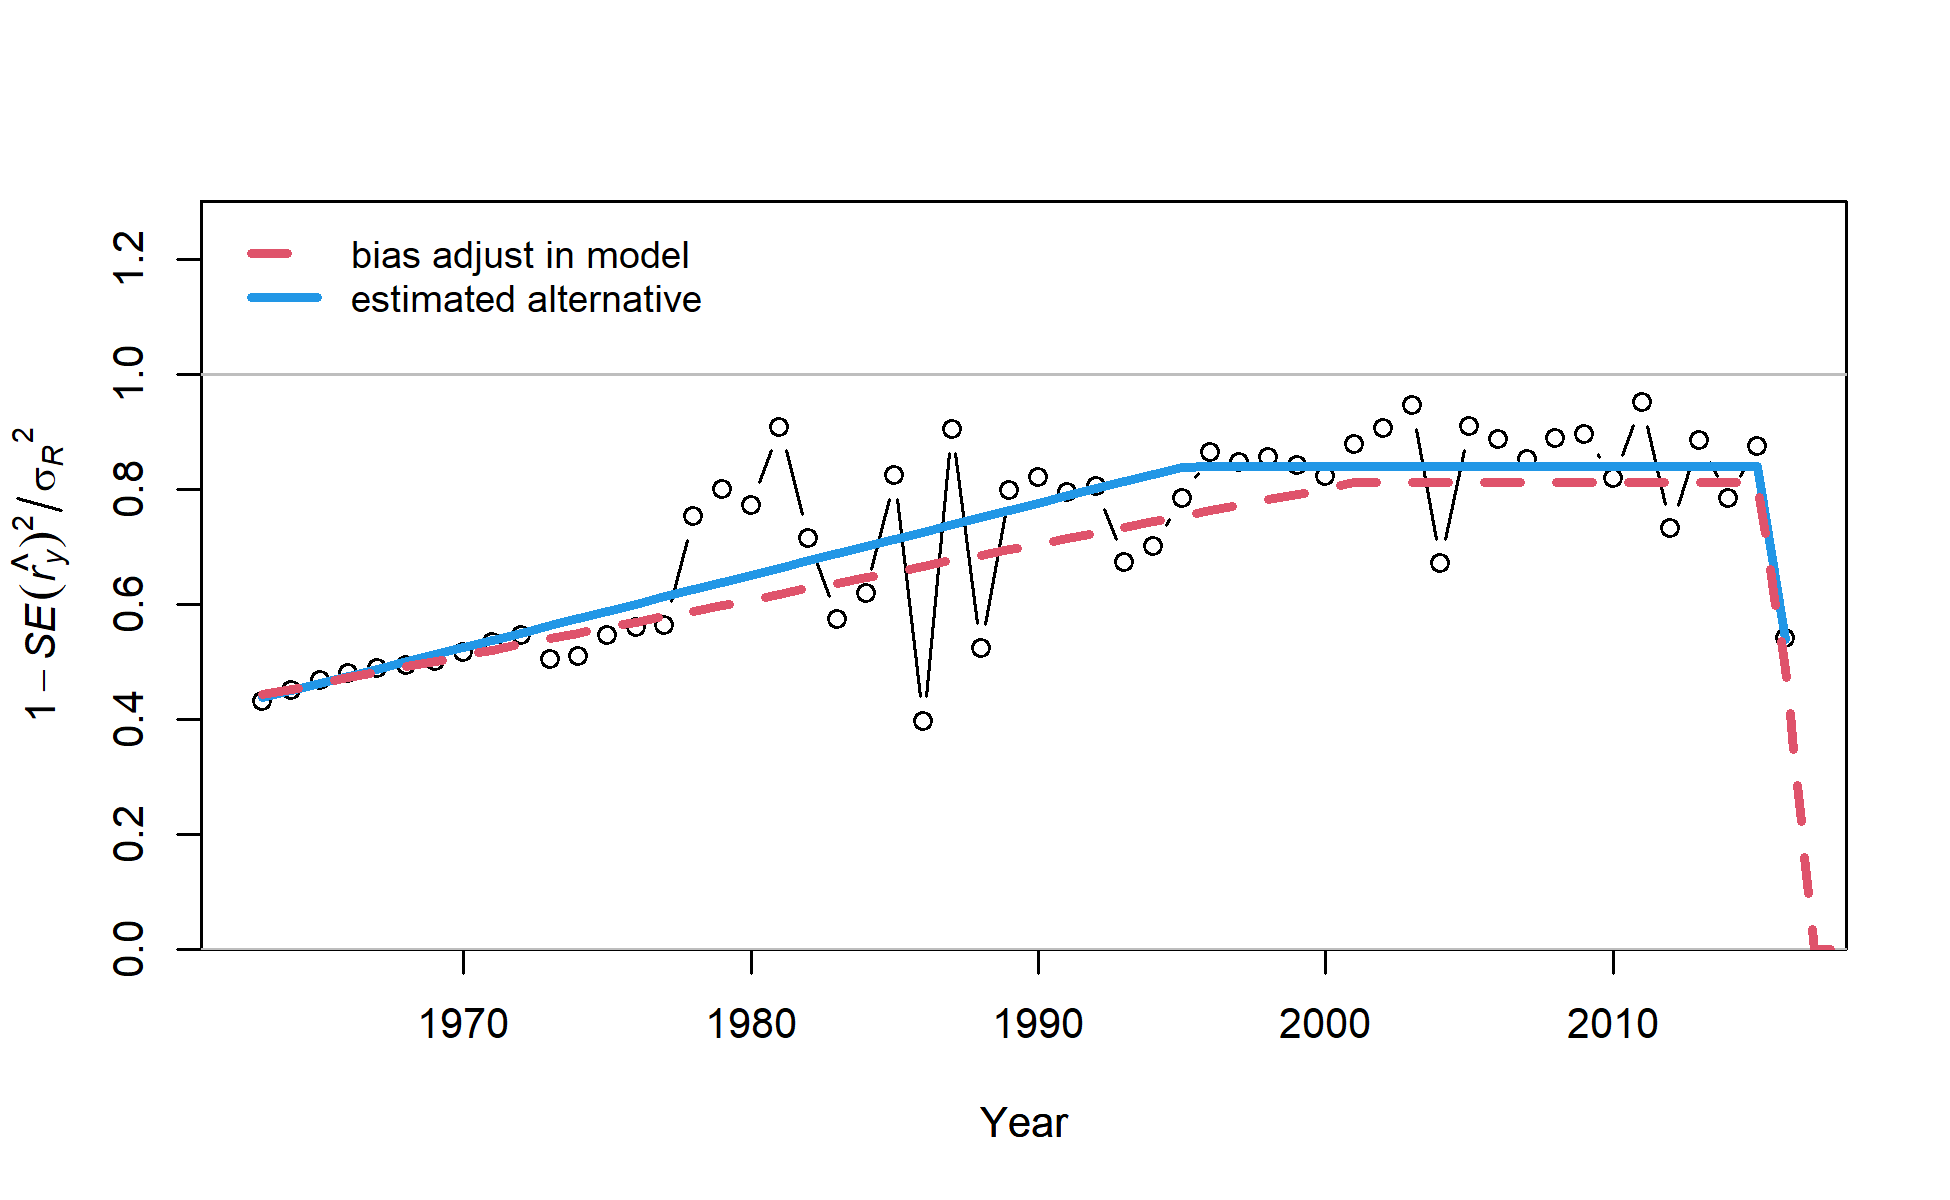 bias adjust in model
estimated alternative
1 − SE(r̂y)² / σR²
1.2
1.0
0.8
0.6
0.4
0.2
0.0
1970 1980 1990 2000 2010
Year